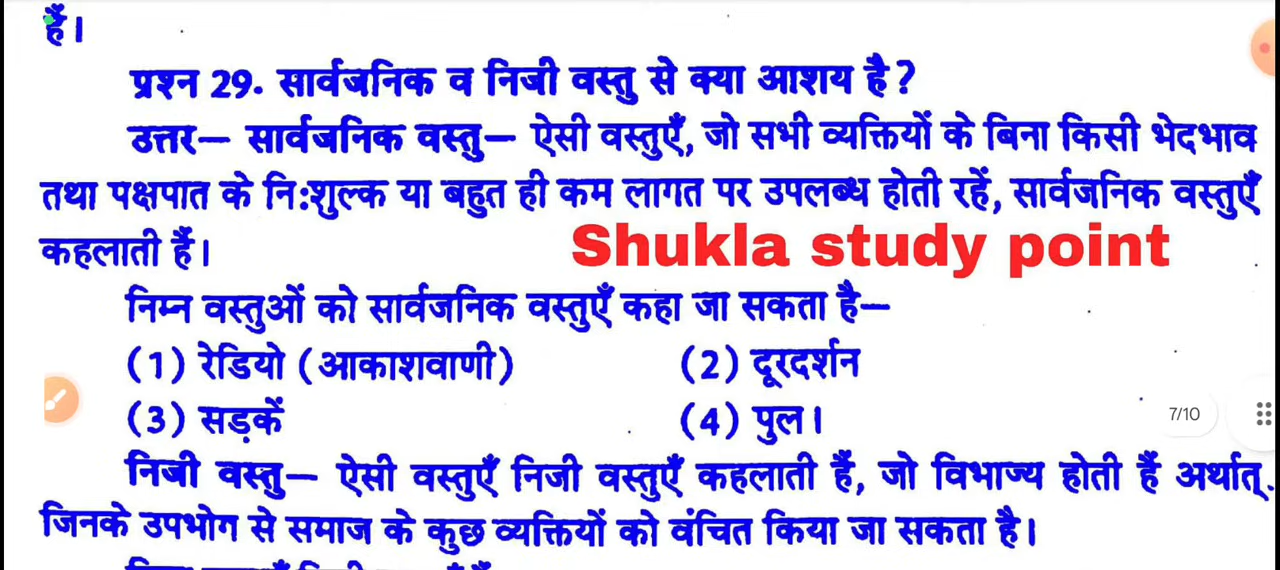 हैं।
प्रश्न 29. सार्वजनिक व निजी वस्तु से क्या आशय है?
उत्तर— सार्वजनिक वस्तु— ऐसी वस्तुएँ, जो सभी व्यक्तियों के बिना किसी भेदभाव
तथा पक्षपात के नि:शुल्क या बहुत ही कम लागत पर उपलब्ध होती रहें, सार्वजनिक वस्तुएँ
कहलाती हैं।
Shukla study point
निम्न वस्तुओं को सार्वजनिक वस्तुएँ कहा जा सकता है—
(1) रेडियो (आकाशवाणी) (2) दूरदर्शन
(3) सड़कें (4) पुल।
7/10
निजी वस्तु— ऐसी वस्तुएँ निजी वस्तुएँ कहलाती हैं, जो विभाज्य होती हैं अर्थात्
जिनके उपभोग से समाज के कुछ व्यक्तियों को वंचित किया जा सकता है।